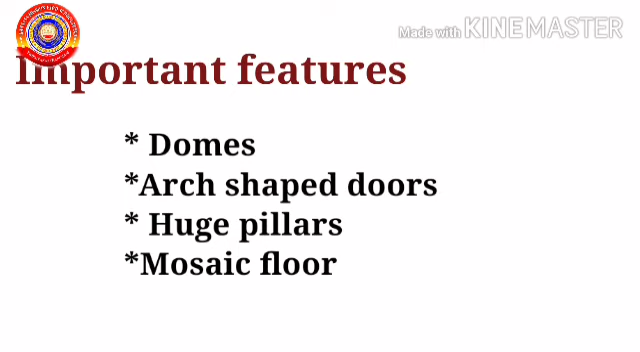 Made with KINEMASTER
Important features
* Domes
*Arch shaped doors
* Huge pillars
*Mosaic floor